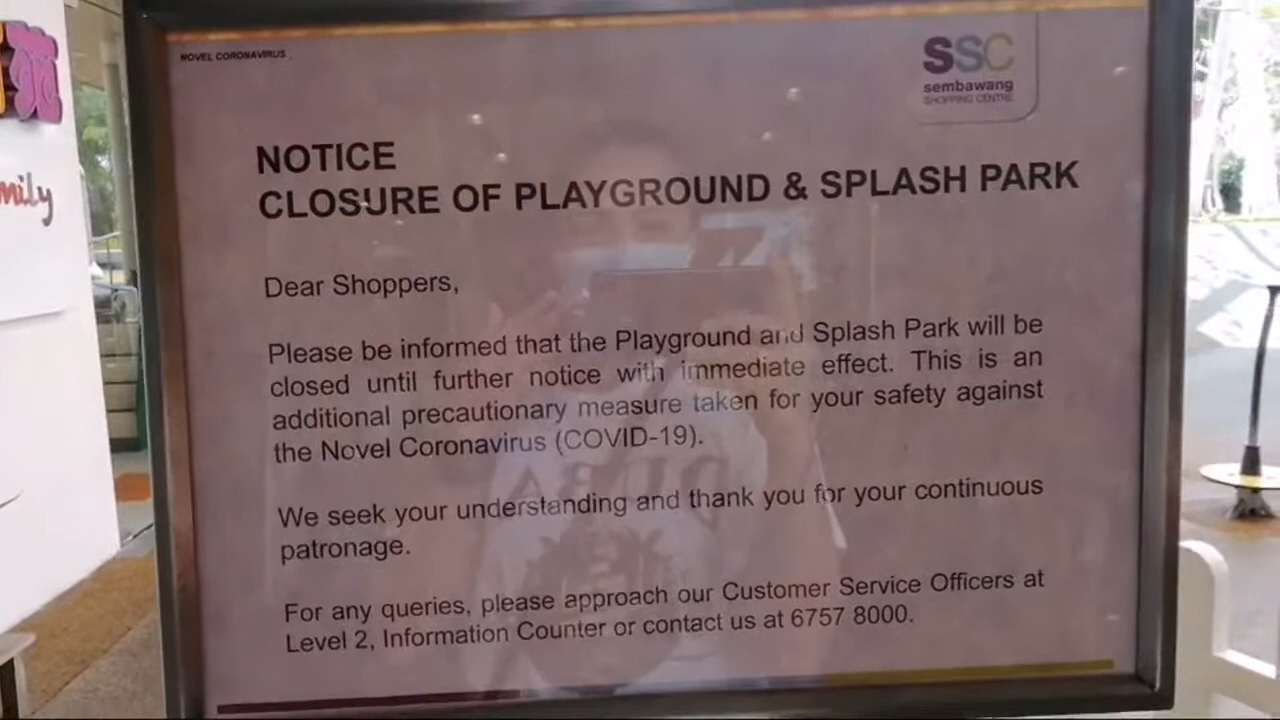 NOVEL CORONAVIRUS
SSC
sembawang
SHOPPING CENTRE
NOTICE
CLOSURE OF PLAYGROUND & SPLASH PARK
Dear Shoppers,
Please be informed that the Playground and Splash Park will be
closed until further notice with immediate effect. This is an
additional precautionary measure taken for your safety against
the Novel Coronavirus (COVID-19).
We seek your understanding and thank you for your continuous
patronage.
For any queries, please approach our Customer Service Officers at
Level 2, Information Counter or contact us at 6757 8000.
苑
mily